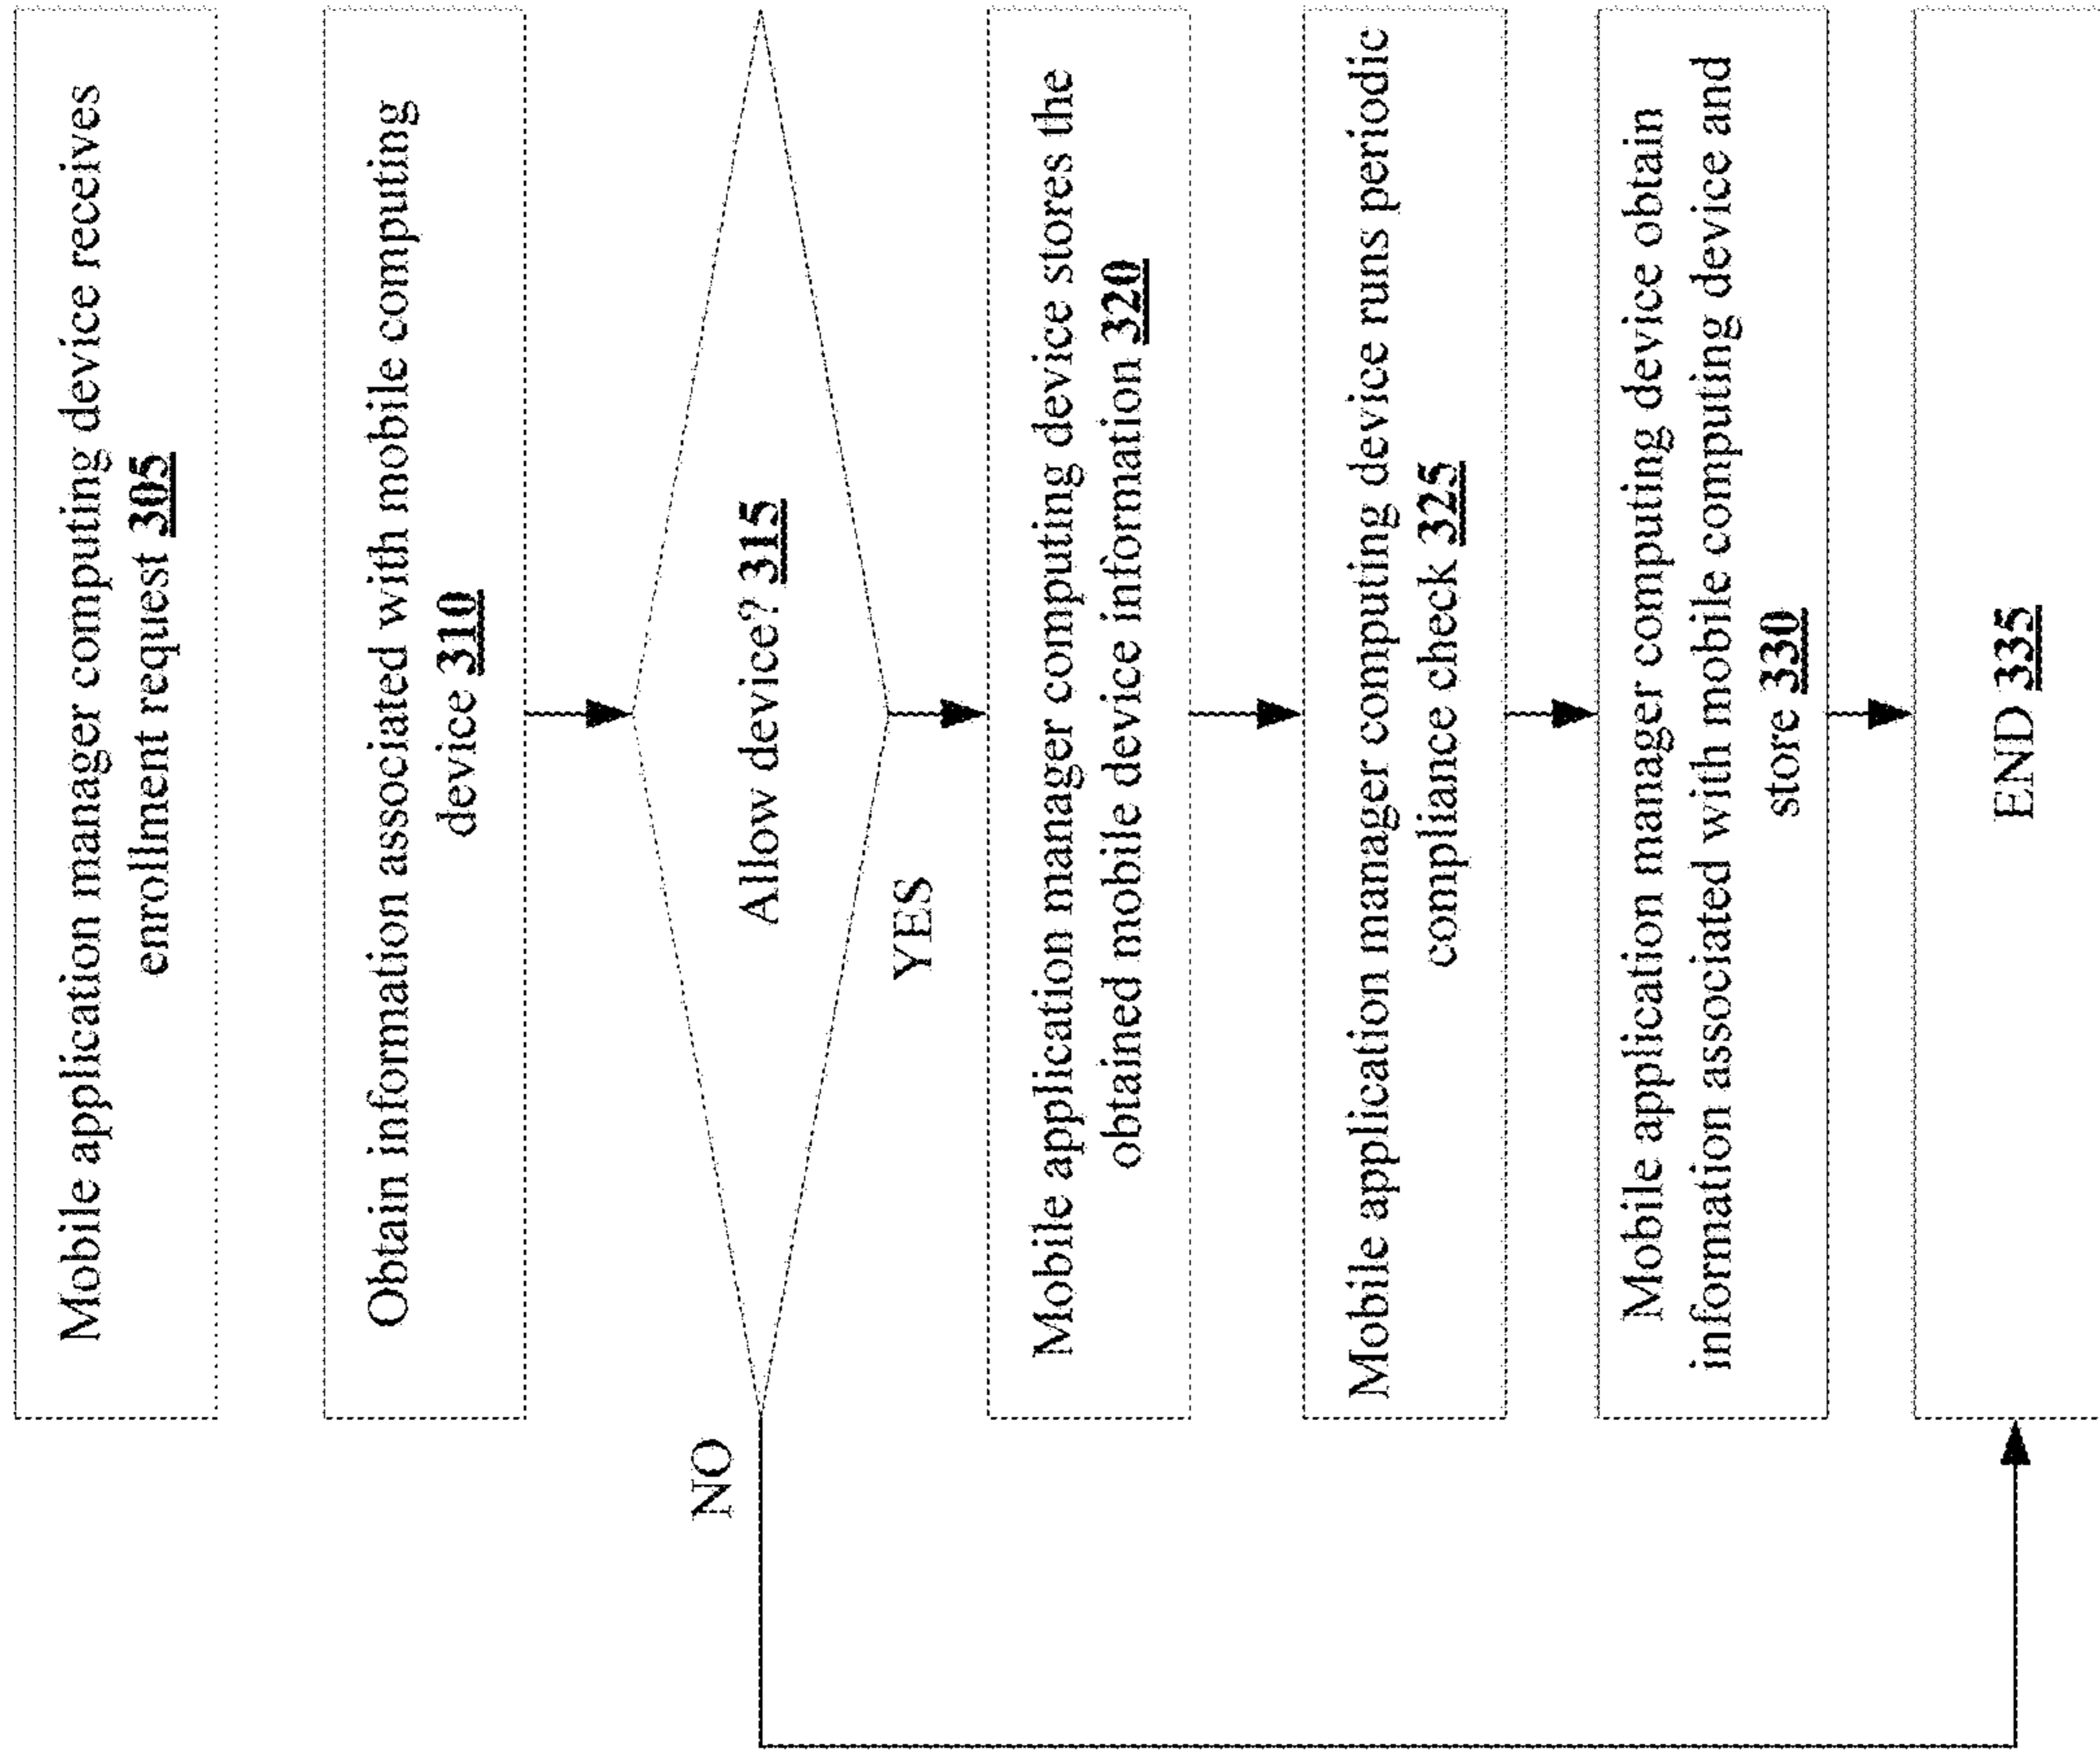 Mobile application manager computing device receives
enrollment request 305
Obtain information associated with mobile computing
device 310
Allow device? 315
NO
YES
Mobile application manager computing device stores the
obtained mobile device information 320
Mobile application manager computing device runs periodic
compliance check 325
Mobile application manager computing device obtain
information associated with mobile computing device and
store 330
END 335